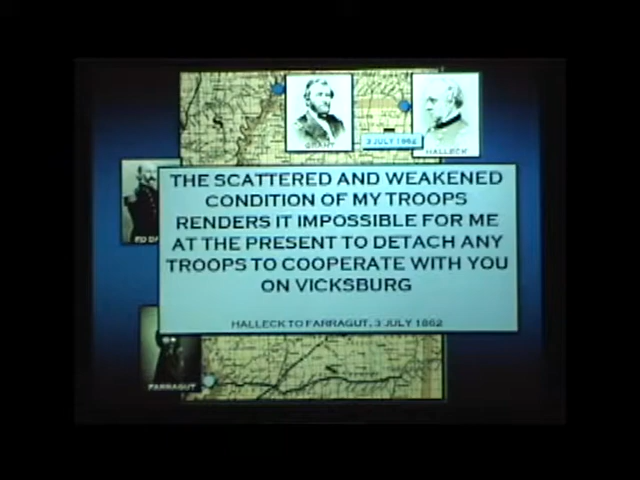 GRANT
HALLECK
3 JULY 1862
THE SCATTERED AND WEAKENED
CONDITION OF MY TROOPS
RENDERS IT IMPOSSIBLE FOR ME
AT THE PRESENT TO DETACH ANY
TROOPS TO COOPERATE WITH YOU
ON VICKSBURG
HALLECK TO FARRAGUT, 3 JULY 1862
FARRAGUT